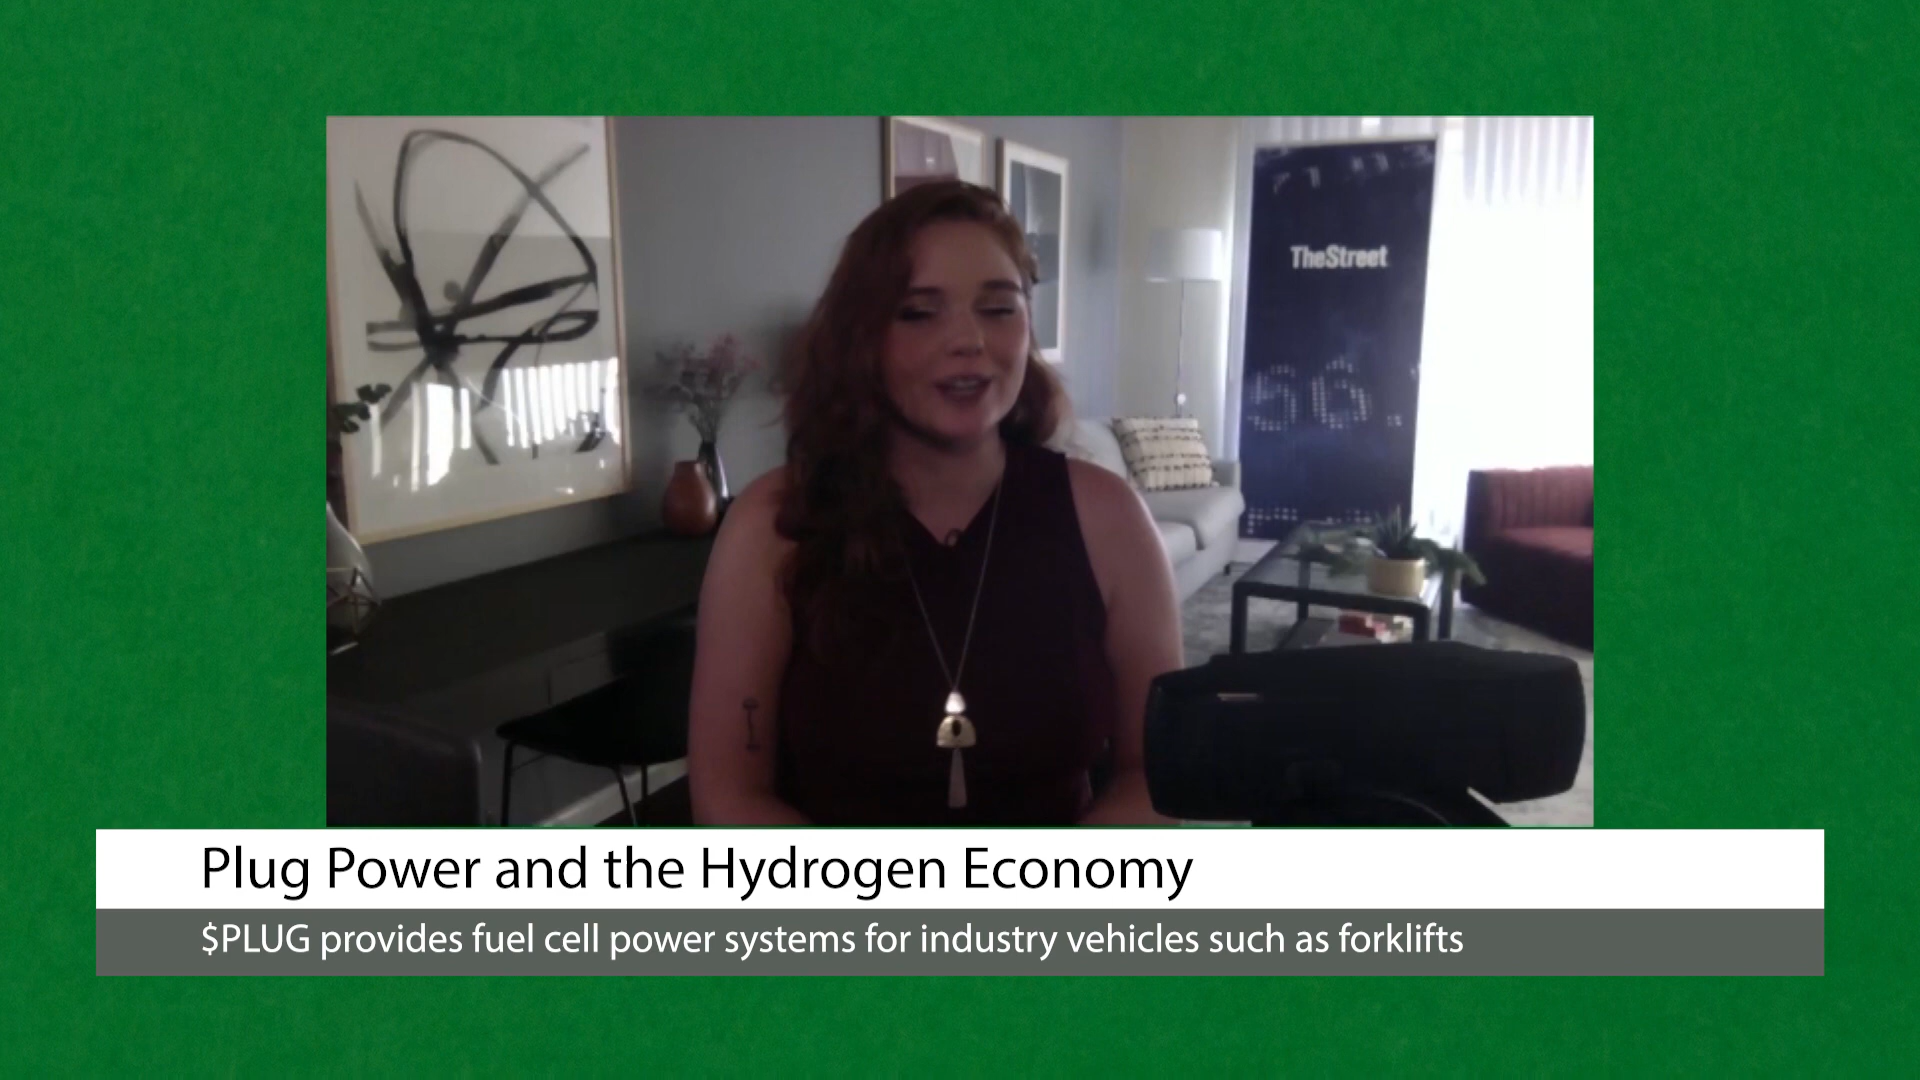 TheStreet
56.
Plug Power and the Hydrogen Economy
$PLUG provides fuel cell power systems for industry vehicles such as forklifts